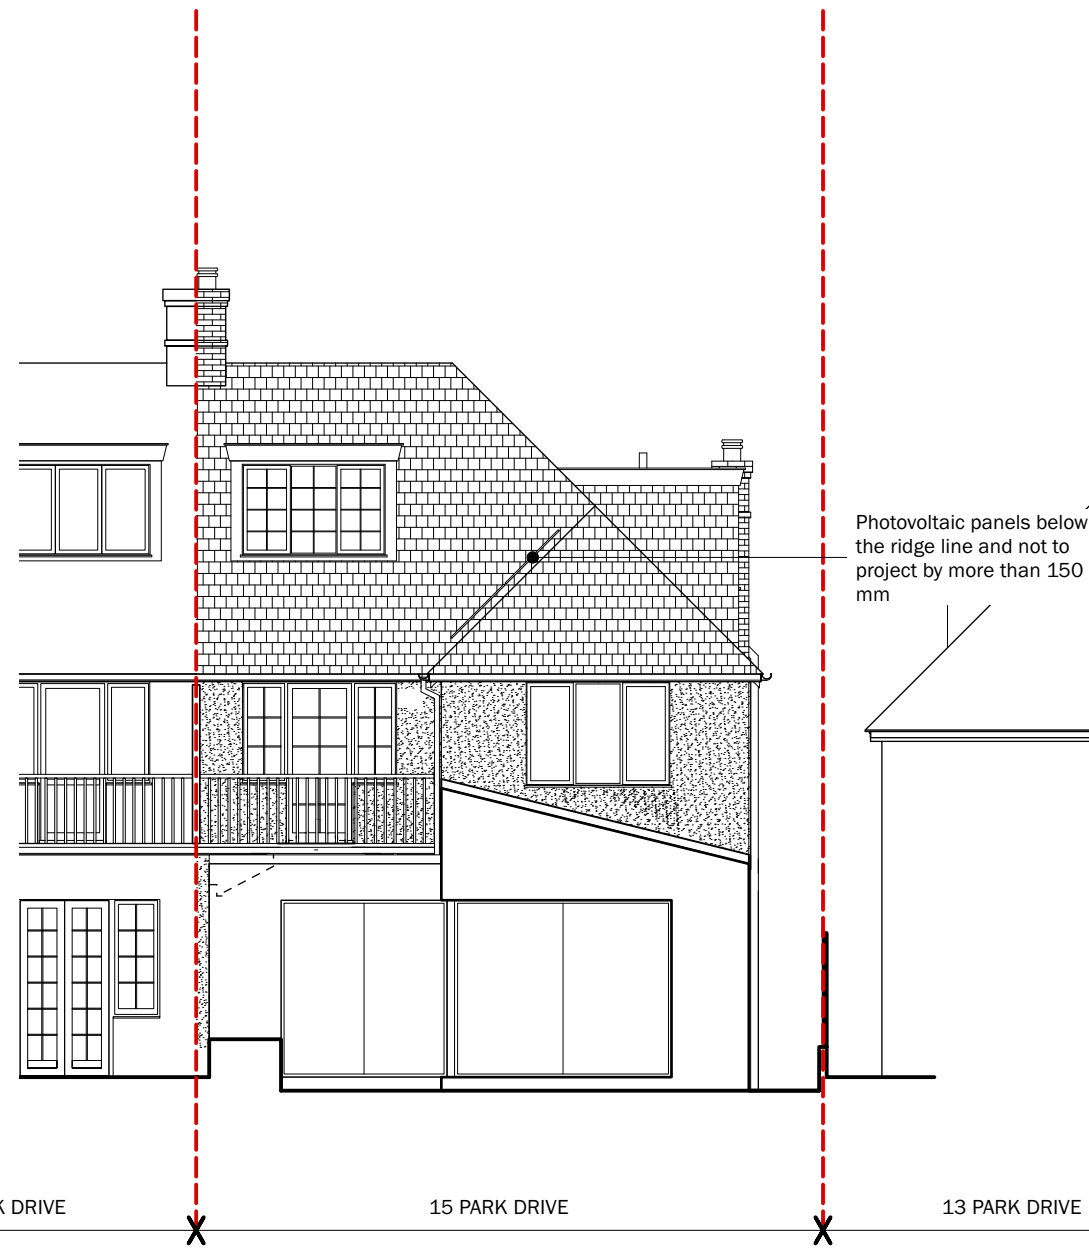 Photovoltaic panels below
the ridge line and not to
project by more than 150
mm
K DRIVE
15 PARK DRIVE
13 PARK DRIVE